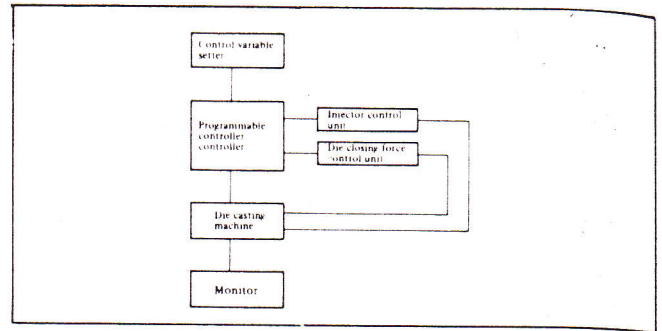 Control variable
setter
Programmable
controller
controller
Injector control
unit
Die closing force
control unit
Die casting
machine
Monitor